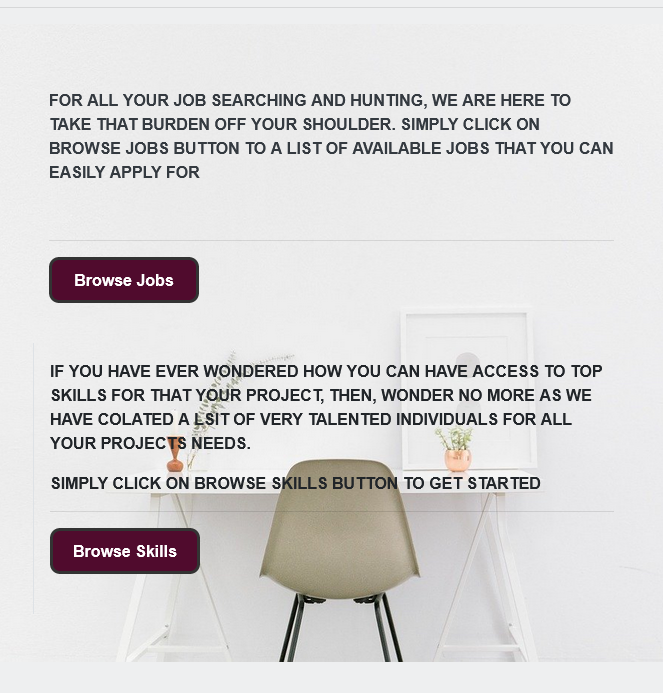 FOR ALL YOUR JOB SEARCHING AND HUNTING, WE ARE HERE TO
TAKE THAT BURDEN OFF YOUR SHOULDER. SIMPLY CLICK ON
BROWSE JOBS BUTTON TO A LIST OF AVAILABLE JOBS THAT YOU CAN
EASILY APPLY FOR
Browse Jobs
IF YOU HAVE EVER WONDERED HOW YOU CAN HAVE ACCESS TO TOP
SKILLS FOR THAT YOUR PROJECT, THEN, WONDER NO MORE AS WE
HAVE COLATED A LSIT OF VERY TALENTED INDIVIDUALS FOR ALL
YOUR PROJECTS NEEDS.
SIMPLY CLICK ON BROWSE SKILLS BUTTON TO GET STARTED
Browse Skills